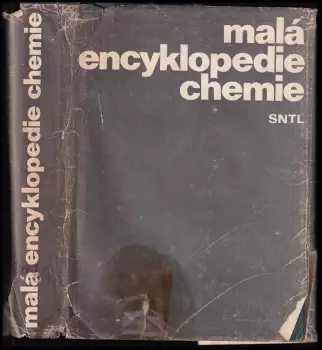 malá encyklopedie chemie
malá
encyklopedie
chemie
SNTL